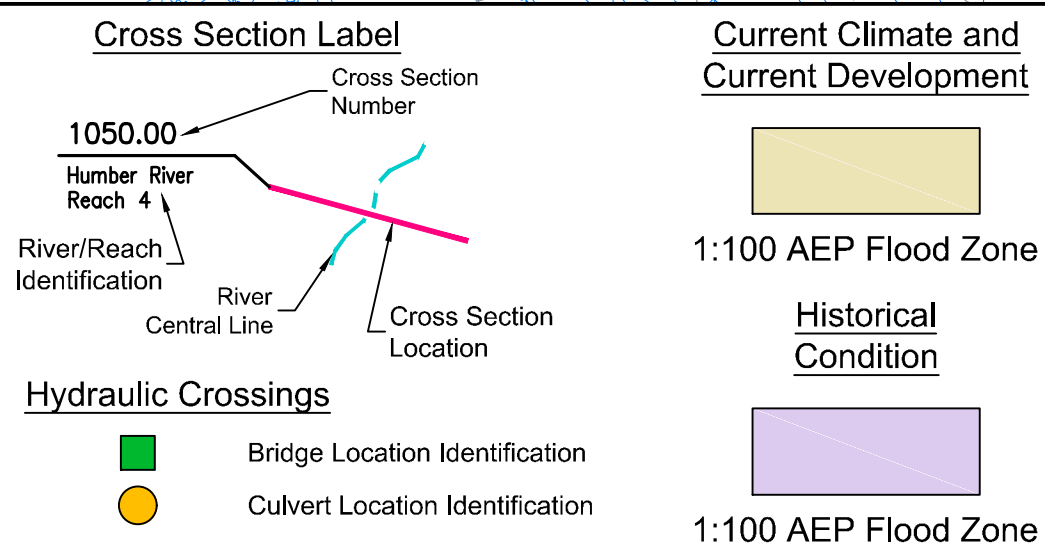 Cross Section Label
Cross Section
Number
1050.00
Humber River
Reach 4
River/Reach
Identification
River
Central Line
Cross Section
Location
Hydraulic Crossings
Bridge Location Identification
Culvert Location Identification
Current Climate and
Current Development
1:100 AEP Flood Zone
Historical
Condition
1:100 AEP Flood Zone